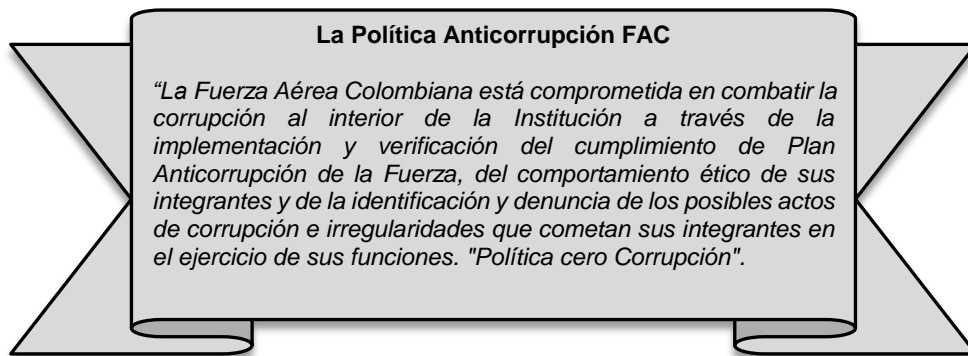 La Política Anticorrupción FAC
“La Fuerza Aérea Colombiana está comprometida en combatir la
corrupción al interior de la Institución a través de la
implementación y verificación del cumplimiento de Plan
Anticorrupción de la Fuerza, del comportamiento ético de sus
integrantes y de la identificación y denuncia de los posibles actos
de corrupción e irregularidades que cometan sus integrantes en
el ejercicio de sus funciones. "Política cero Corrupción".